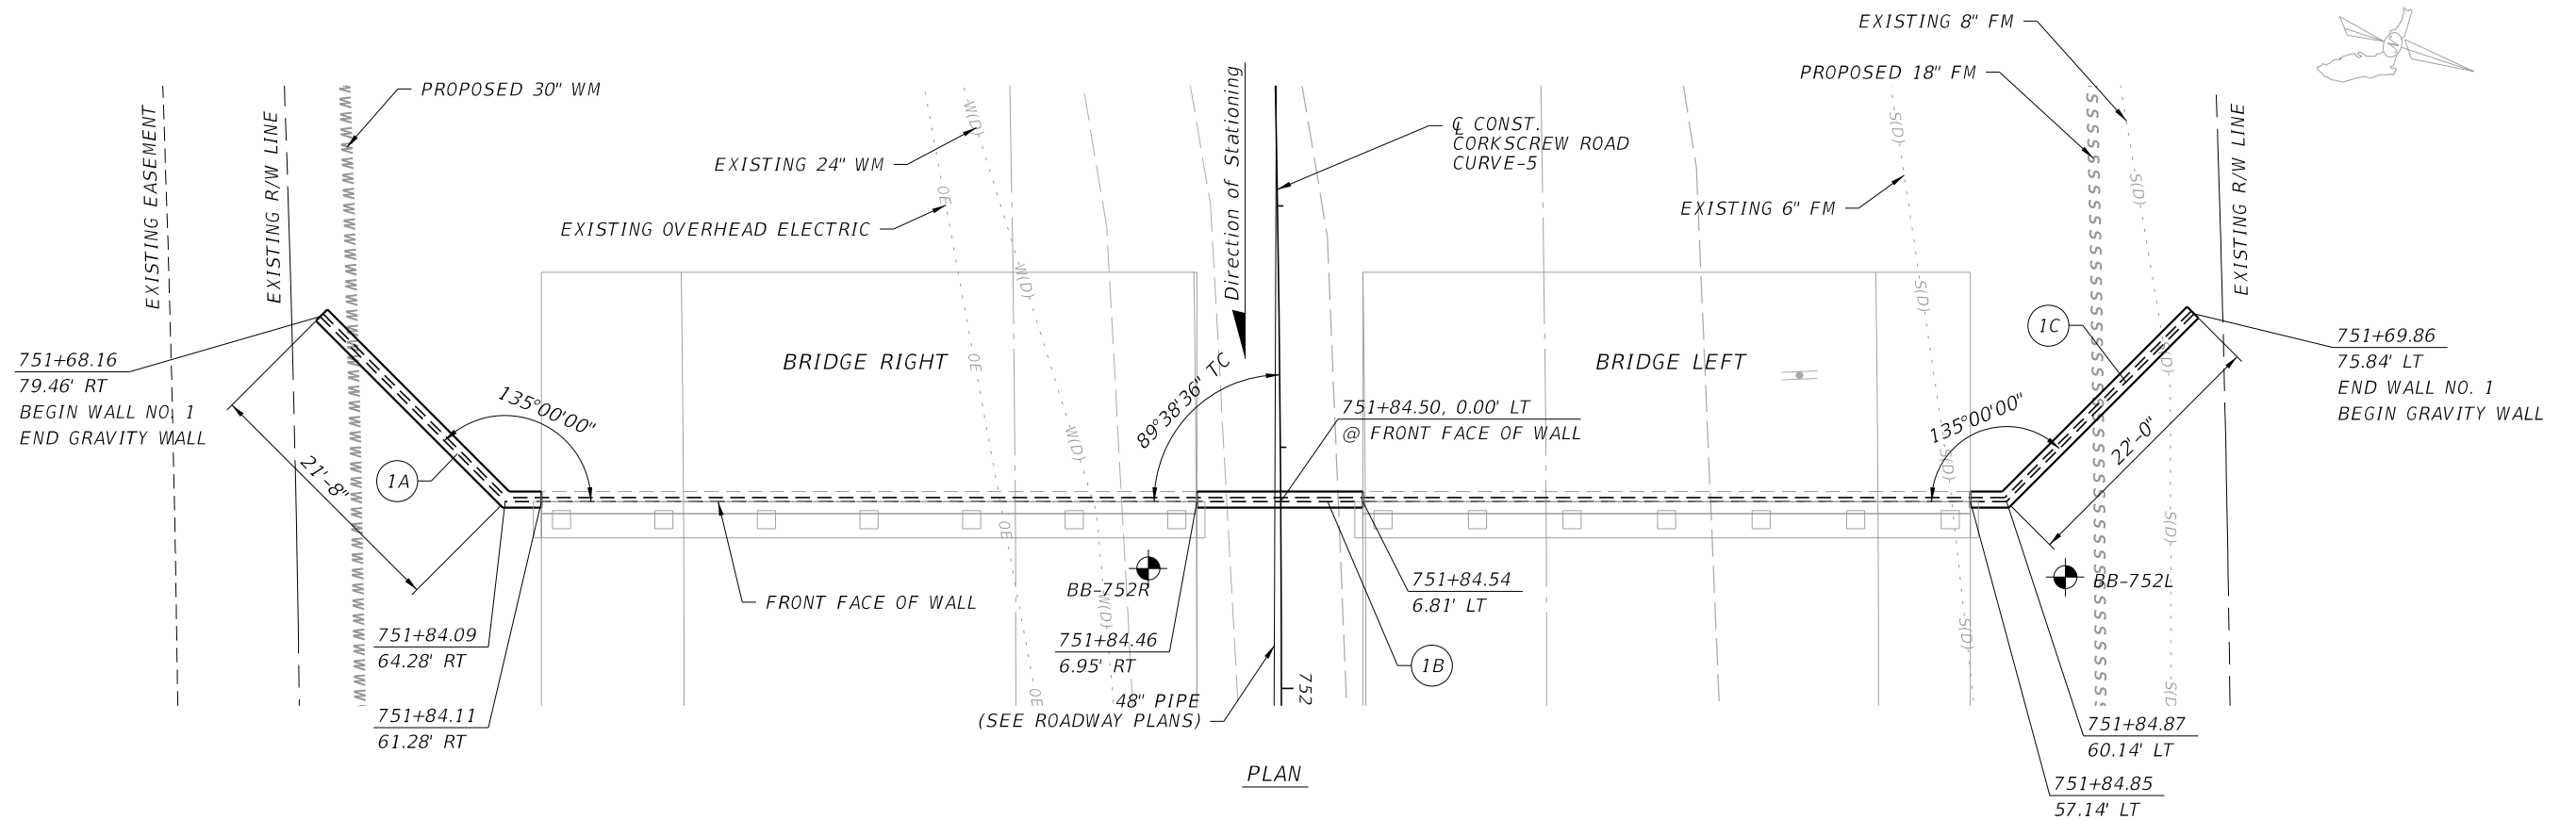 EXISTING 8" FM
PROPOSED 18" FM
PROPOSED 30" WM
EXISTING EASEMENT
EXISTING R/W LINE
EXISTING 24" WM
EXISTING OVERHEAD ELECTRIC
W(D)
OE
Direction of Stationing
℄ CONST.
CORKSCREW ROAD
CURVE-5
EXISTING 6" FM
S(D)
S(D)
EXISTING R/W LINE
N
W(D)
S(D)
1C
751+68.16
79.46' RT
BEGIN WALL NO. 1
END GRAVITY WALL
BRIDGE RIGHT
OE
BRIDGE LEFT
S(D)
751+69.86
75.84' LT
END WALL NO. 1
BEGIN GRAVITY WALL
135°00'00"
89°38'36" TC
751+84.50, 0.00' LT
@ FRONT FACE OF WALL
135°00'00"
22'-0"
21'-8"
1A
W(D)
S(D)
OE
S(D)
BB-752R
BB-752L
FRONT FACE OF WALL
W(D)
751+84.54
6.81' LT
751+84.09
64.28' RT
751+84.46
6.95' RT
1B
S(D)
OE
752
S(D)
48" PIPE
(SEE ROADWAY PLANS)
751+84.11
61.28' RT
751+84.87
60.14' LT
PLAN
751+84.85
57.14' LT
S S S S S S S S S S S S S S S S S S S S S S S S S S S S S S S S S S S S S S S